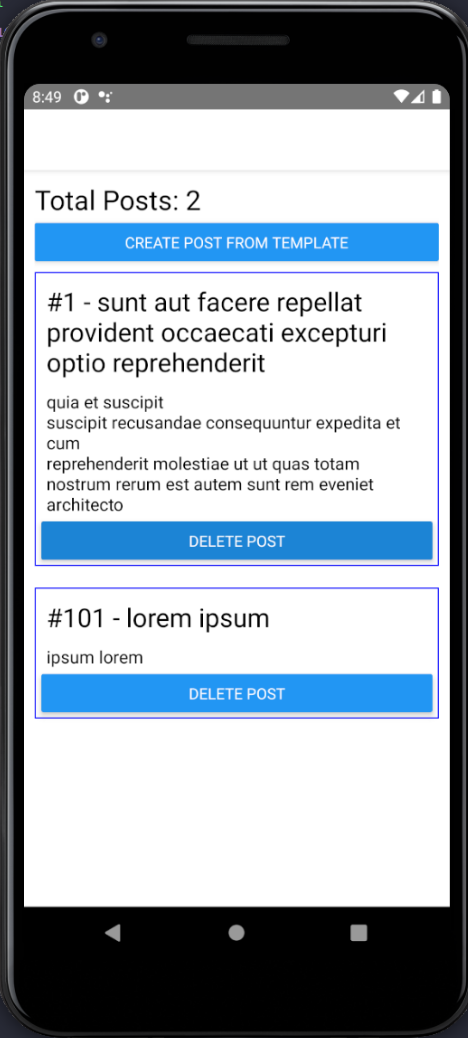 8:49
Total Posts: 2
CREATE POST FROM TEMPLATE
#1 - sunt aut facere repellat
provident occaecati excepturi
optio reprehenderit
quia et suscipit
suscipit recusandae consequuntur expedita et
cum
reprehenderit molestiae ut ut quas totam
nostrum rerum est autem sunt rem eveniet
architecto
DELETE POST
#101 - lorem ipsum
ipsum lorem
DELETE POST